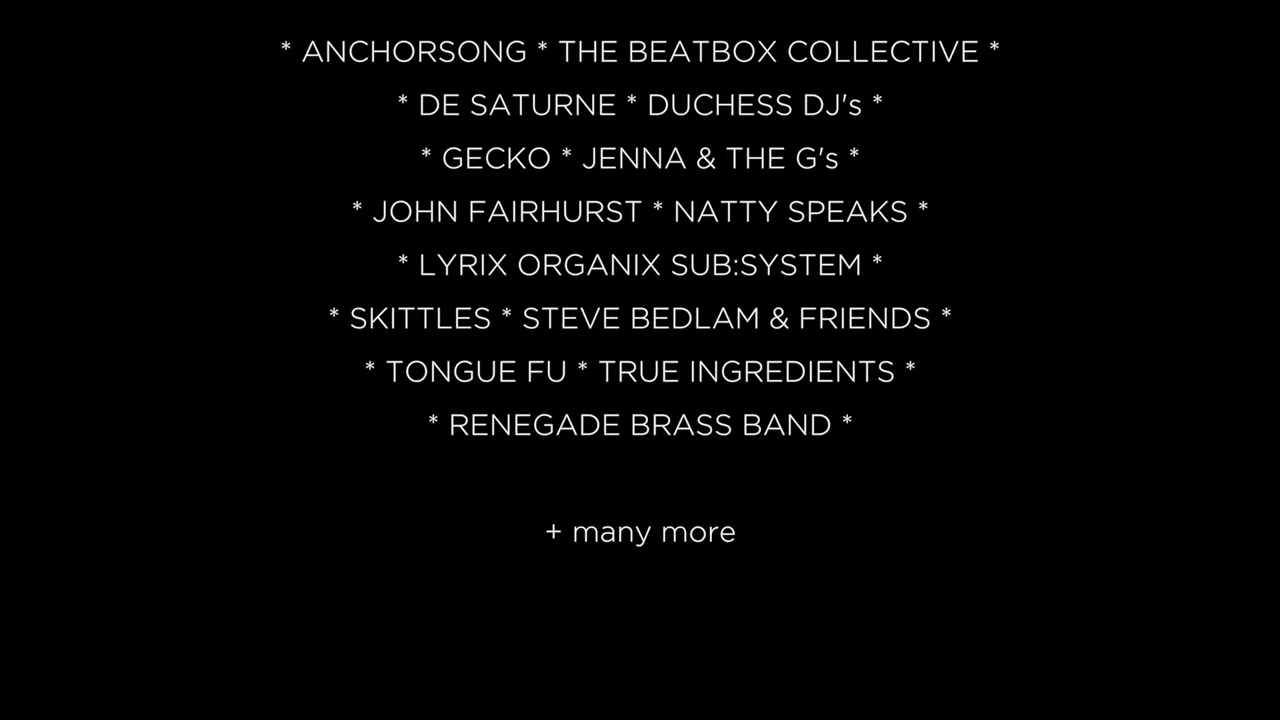 * ANCHORSONG * THE BEATBOX COLLECTIVE *
* DE SATURNE * DUCHESS DJ's *
* GECKO * JENNA & THE G's *
* JOHN FAIRHURST * NATTY SPEAKS *
* LYRIX ORGANIX SUB:SYSTEM *
* SKITTLES * STEVE BEDLAM & FRIENDS *
* TONGUE FU * TRUE INGREDIENTS *
* RENEGADE BRASS BAND *
+ many more